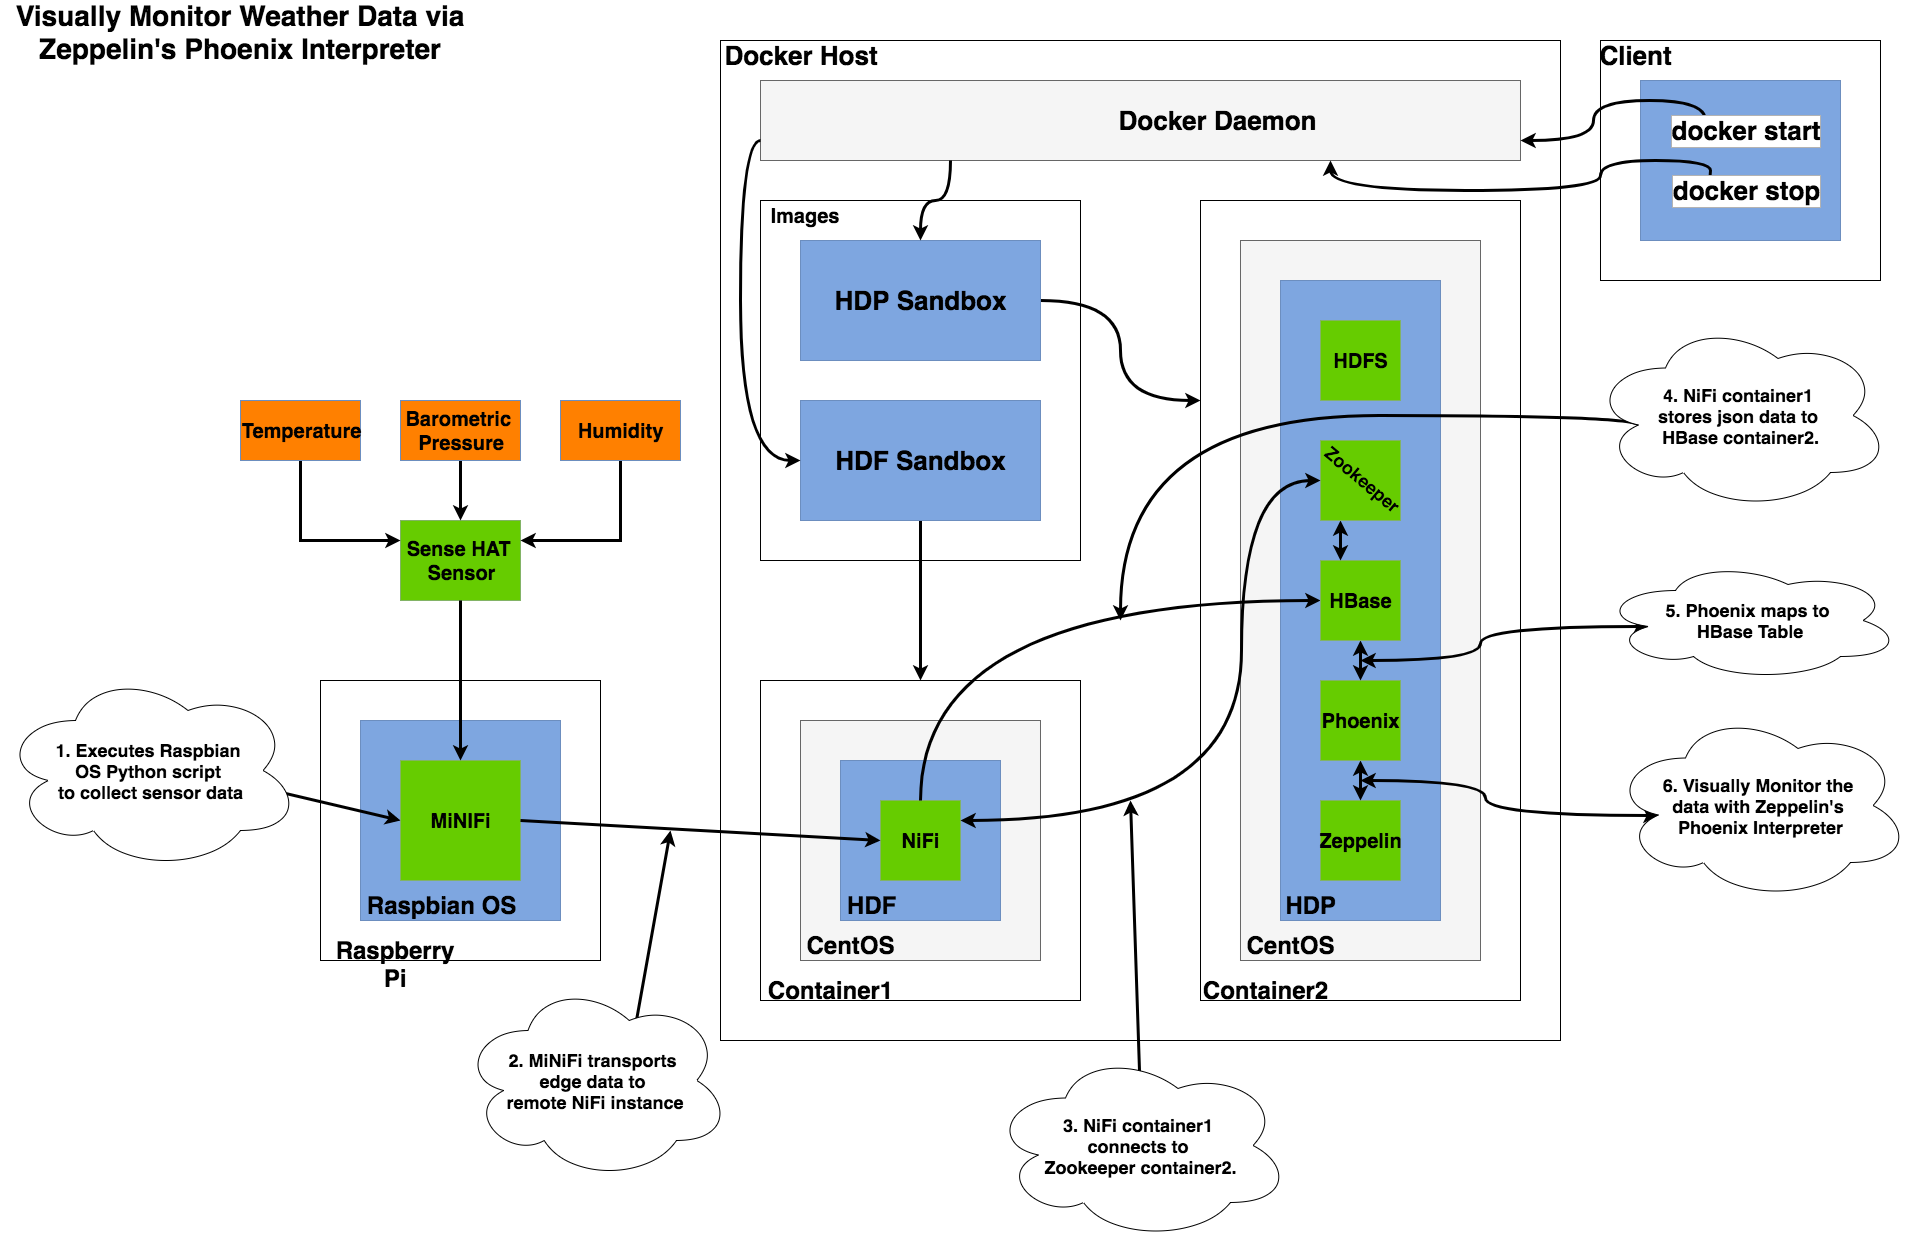 Visually Monitor Weather Data via
Zeppelin's Phoenix Interpreter
Docker Host
Client
Docker Daemon
docker start
docker stop
Images
HDP Sandbox
HDF Sandbox
HDFS
Zookeeper
HBase
Phoenix
Zeppelin
HDP
CentOS
Container2
4. NiFi container1
stores json data to
HBase container2.
5. Phoenix maps to
HBase Table
6. Visually Monitor the
data with Zeppelin's
Phoenix Interpreter
Temperature
Barometric
Pressure
Humidity
Sense HAT
Sensor
1. Executes Raspbian
OS Python script
to collect sensor data
MiNIFi
Raspbian OS
Raspberry
Pi
NiFi
HDF
CentOS
Container1
2. MiNiFi transports
edge data to
remote NiFi instance
3. NiFi container1
connects to
Zookeeper container2.